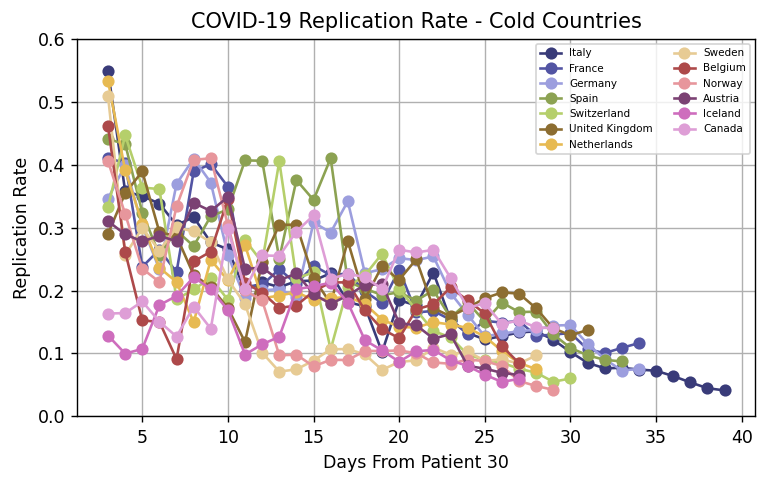 COVID-19 Replication Rate - Cold Countries
Replication Rate
0.6
0.5
0.4
0.3
0.2
0.1
0.0
Italy
France
Germany
Spain
Switzerland
United Kingdom
Netherlands
Sweden
Belgium
Norway
Austria
Iceland
Canada
5 10 15 20 25 30 35 40
Days From Patient 30